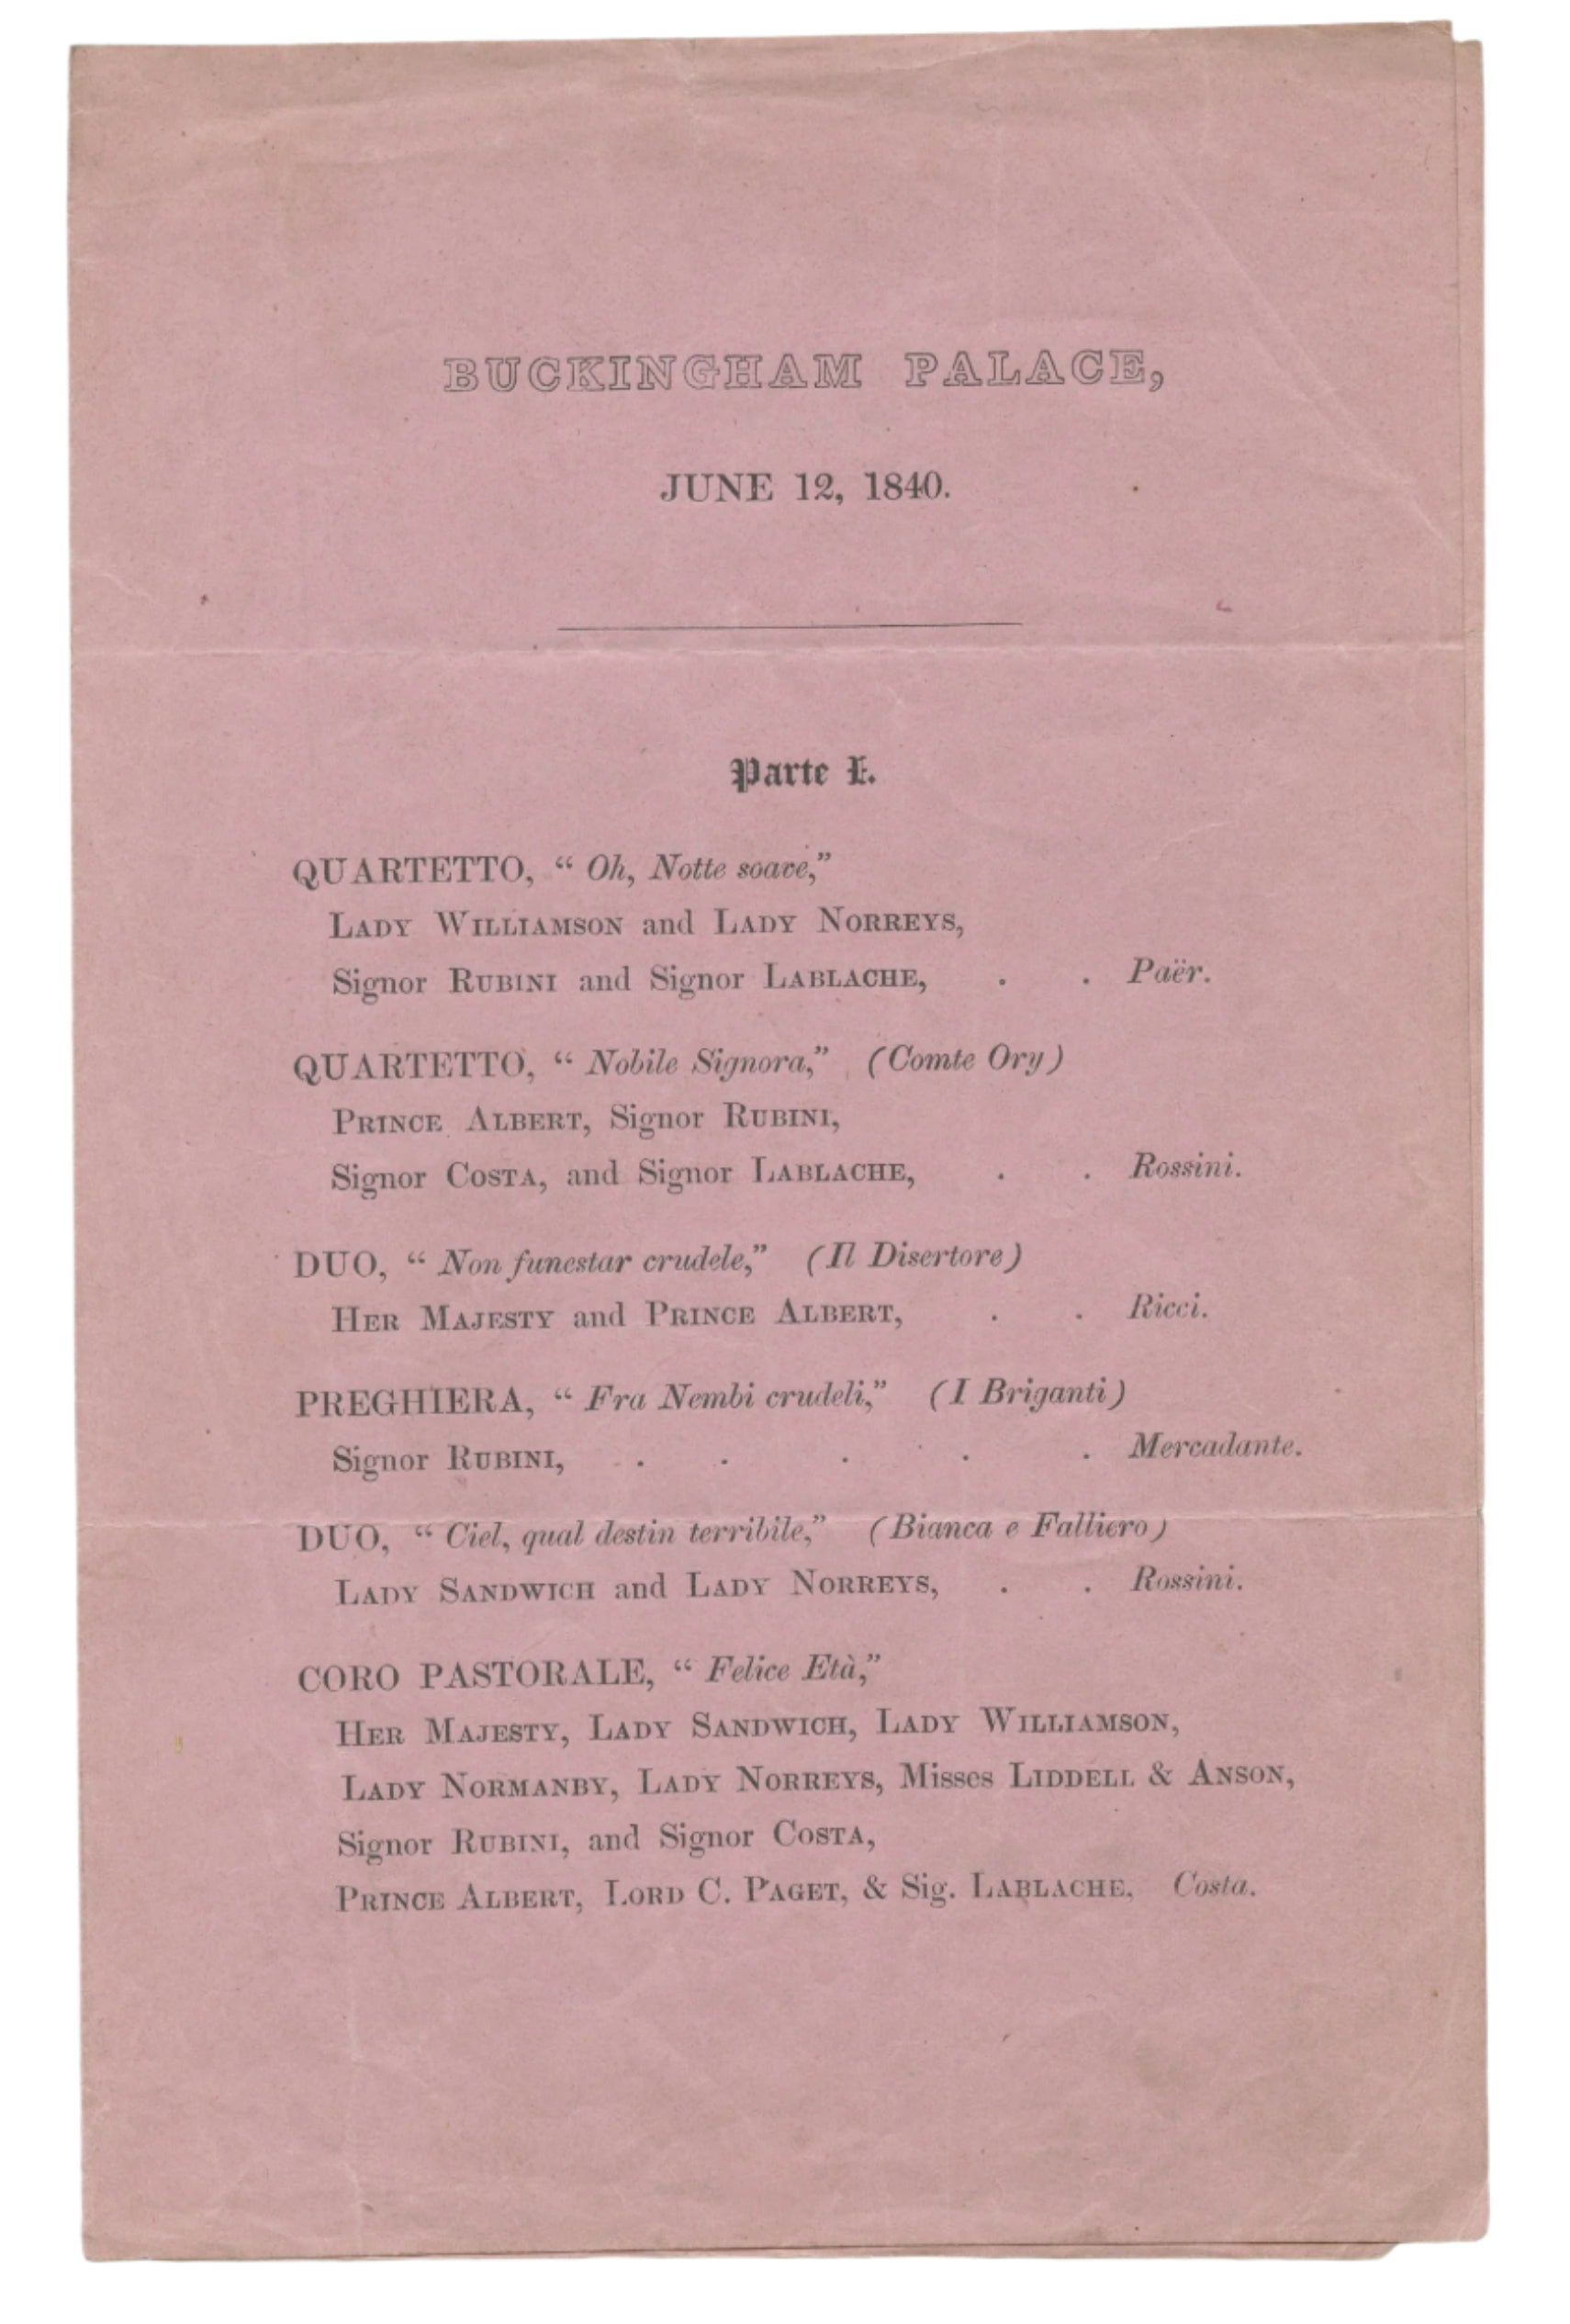 BUCKINGHAM PALACE,
JUNE 12, 1840.
Parte I.
QUARTETTO, “ Oh, Notte soave,”
LADY WILLIAMSON and LADY NORREYS,
Signor RUBINI and Signor LABLACHE, . . Paër.
QUARTETTO, “ Nobile Signora,” (Comte Ory)
PRINCE ALBERT, Signor RUBINI,
Signor COSTA, and Signor LABLACHE, . . Rossini.
DUO, “ Non funestar crudele,” (Il Disertore)
HER MAJESTY and PRINCE ALBERT, . . Ricci.
PREGHIERA, “ Fra Nembi crudeli,” (I Briganti)
Signor RUBINI, . . . . . Mercadante.
DUO, “ Ciel, qual destin terribile,” (Bianca e Falliero)
LADY SANDWICH and LADY NORREYS, . . Rossini.
CORO PASTORALE, “ Felice Età,”
HER MAJESTY, LADY SANDWICH, LADY WILLIAMSON,
LADY NORMANBY, LADY NORREYS, Misses LIDDELL & ANSON,
Signor RUBINI, and Signor COSTA,
PRINCE ALBERT, LORD C. PAGET, & Sig. LABLACHE, Costa.